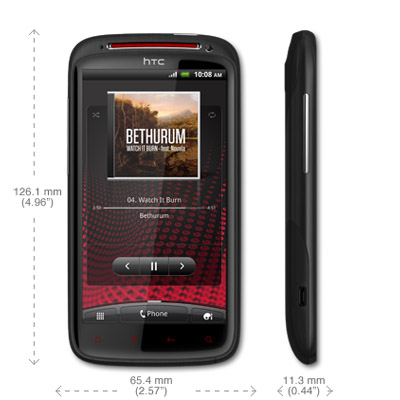 hTC
10:08 AM
BETHURUM
WATCH IT BURN - feat. Nounla
04. Watch It Burn
Bethurum
Phone
126.1 mm
(4.96”)
65.4 mm
(2.57”)
11.3 mm
(0.44”)